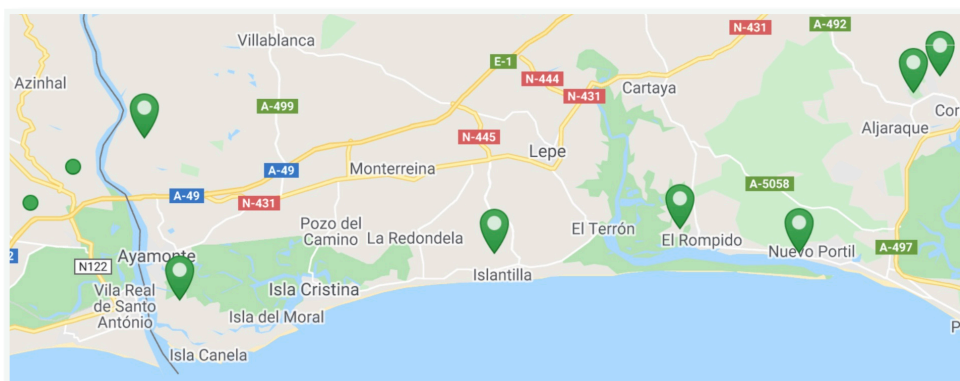 N-431
A-492
Villablanca
E-1
N-444
Azinhal
Cartaya
N-431
A-499
Cor
Aljaraque
N-445
Lepe
A-49
Monterreina
A-49
A-5058
N-431
Pozo del
Camino
La Redondela
El Terrón
El Rompido
Nuevo Portil
A-497
2
Ayamonte
N122
Islantilla
Vila Real
de Santo
António
Isla Cristina
Isla del Moral
P
Isla Canela